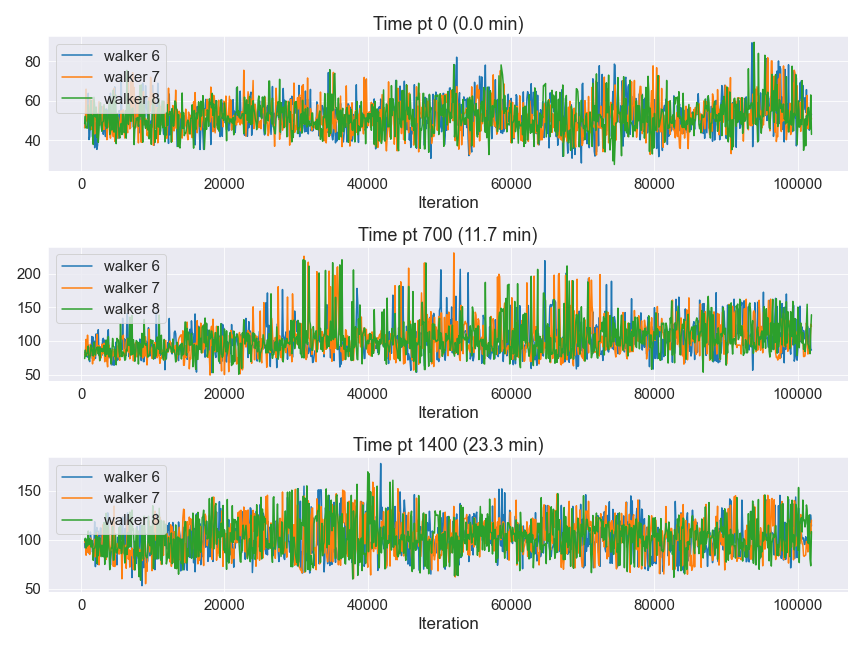 Time pt 0 (0.0 min)
80
60
40
walker 6
walker 7
walker 8
0 20000 40000 60000 80000 100000
Iteration
Time pt 700 (11.7 min)
200
150
100
50
walker 6
walker 7
walker 8
0 20000 40000 60000 80000 100000
Iteration
Time pt 1400 (23.3 min)
150
100
50
walker 6
walker 7
walker 8
0 20000 40000 60000 80000 100000
Iteration